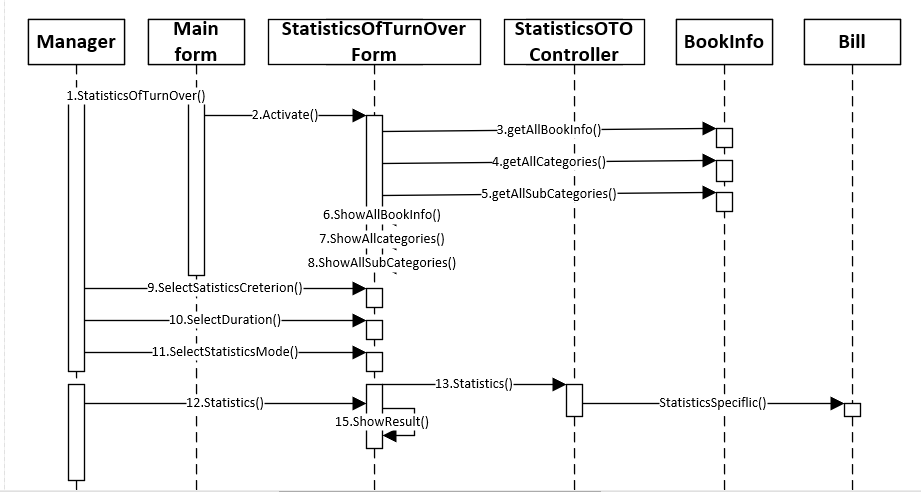 Manager
Main
form
StatisticsOfTurnOver
Form
StatisticsOTO
Controller
BookInfo
Bill
1.StatisticsOfTurnOver()
2.Activate()
3.getAllBookInfo()
4.getAllCategories()
5.getAllSubCategories()
6.ShowAllBookInfo()
7.ShowAllcategories()
8.ShowAllSubCategories()
9.SelectSatisticsCreterion()
10.SelectDuration()
11.SelectStatisticsMode()
13.Statistics()
12.Statistics()
StatisticsSpecific()
15.ShowResult()